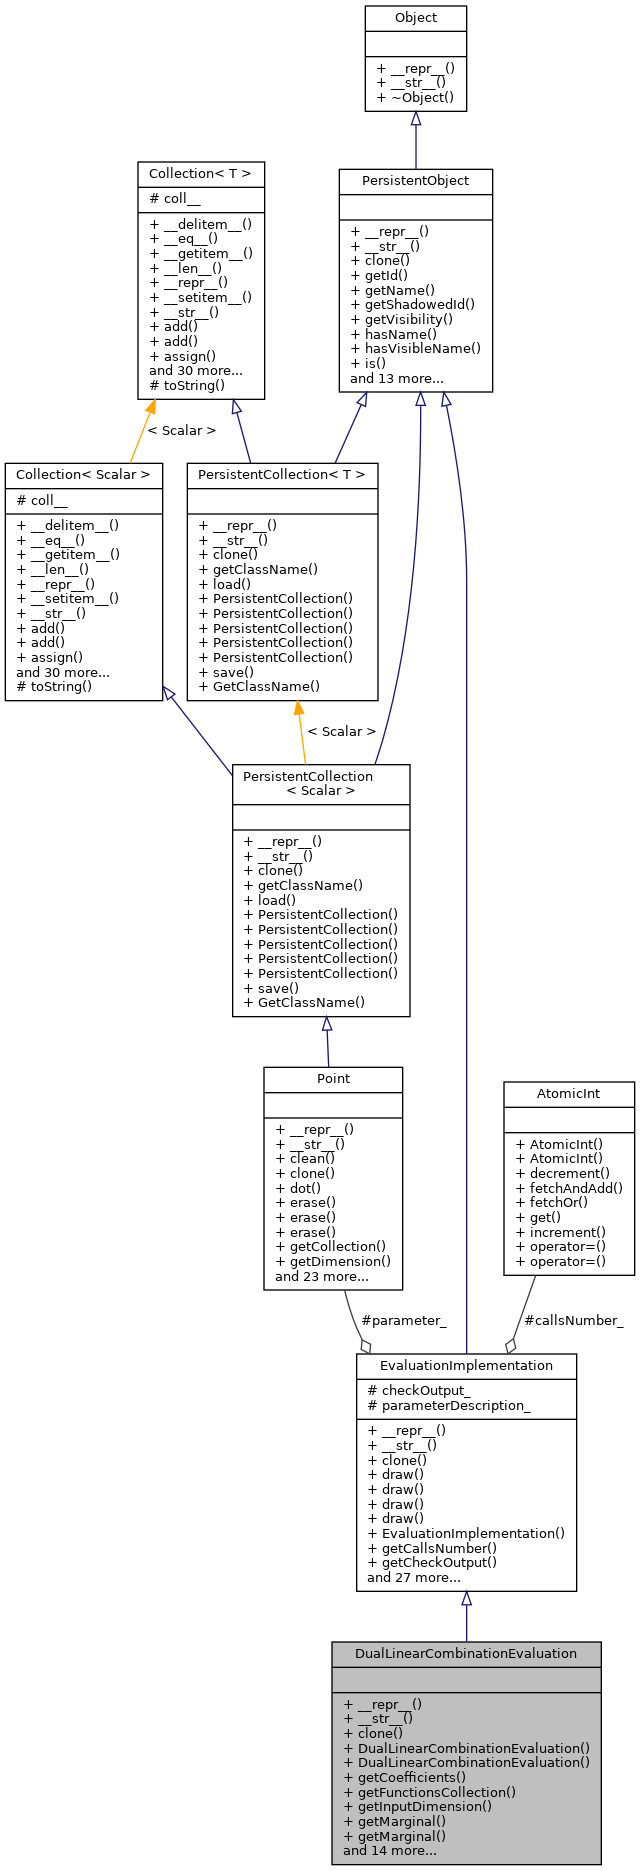 Object
+ __repr__()
+ __str__()
+ ~Object()
Collection< T >
# coll__
+ __delitem__()
+ __eq__()
+ __getitem__()
+ __len__()
+ __repr__()
+ __setitem__()
+ __str__()
+ add()
+ add()
+ assign()
and 30 more...
# toString()
PersistentObject
+ __repr__()
+ __str__()
+ clone()
+ getId()
+ getName()
+ getShadowedId()
+ getVisibility()
+ hasName()
+ hasVisibleName()
+ is()
and 13 more...
< Scalar >
Collection< Scalar >
# coll__
+ __delitem__()
+ __eq__()
+ __getitem__()
+ __len__()
+ __repr__()
+ __setitem__()
+ __str__()
+ add()
+ add()
+ assign()
and 30 more...
# toString()
PersistentCollection< T >
+ __repr__()
+ __str__()
+ clone()
+ getClassName()
+ load()
+ PersistentCollection()
+ PersistentCollection()
+ PersistentCollection()
+ PersistentCollection()
+ PersistentCollection()
+ save()
+ GetClassName()
< Scalar >
PersistentCollection
< Scalar >
+ __repr__()
+ __str__()
+ clone()
+ getClassName()
+ load()
+ PersistentCollection()
+ PersistentCollection()
+ PersistentCollection()
+ PersistentCollection()
+ PersistentCollection()
+ save()
+ GetClassName()
Point
+ __repr__()
+ __str__()
+ clean()
+ clone()
+ dot()
+ erase()
+ erase()
+ erase()
+ getCollection()
+ getDimension()
and 23 more...
AtomicInt
+ AtomicInt()
+ AtomicInt()
+ decrement()
+ fetchAndAdd()
+ fetchOr()
+ get()
+ increment()
+ operator=()
+ operator=()
#parameter_
#callsNumber_
EvaluationImplementation
# checkOutput_
# parameterDescription_
+ __repr__()
+ __str__()
+ clone()
+ draw()
+ draw()
+ draw()
+ draw()
+ EvaluationImplementation()
+ getCallsNumber()
+ getCheckOutput()
and 27 more...
DualLinearCombinationEvaluation
+ __repr__()
+ __str__()
+ clone()
+ DualLinearCombinationEvaluation()
+ DualLinearCombinationEvaluation()
+ getCoefficients()
+ getFunctionsCollection()
+ getInputDimension()
+ getMarginal()
+ getMarginal()
and 14 more...